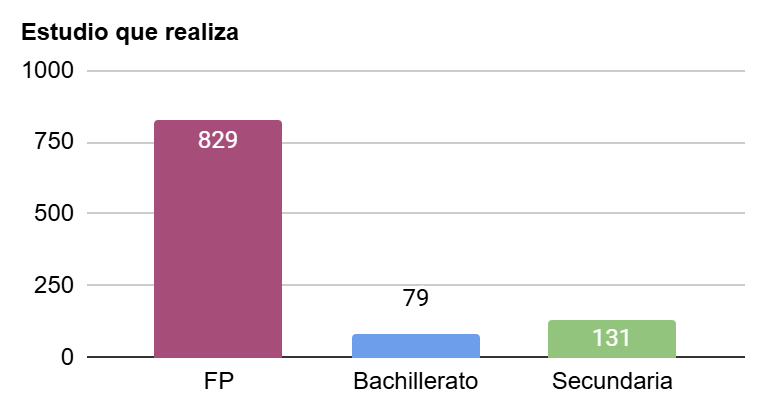 Estudio que realiza
1000
750
500
250
0
829
79
131
FP
Bachillerato
Secundaria